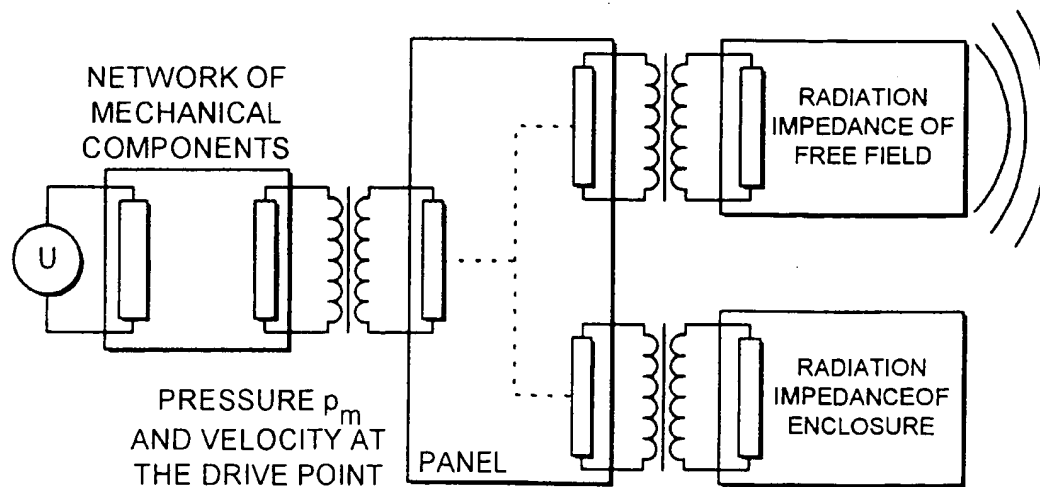 NETWORK OF
MECHANICAL
COMPONENTS
U
PRESSURE pm
AND VELOCITY AT
THE DRIVE POINT
PANEL
RADIATION
IMPEDANCE OF
FREE FIELD
RADIATION
IMPEDANCEOF
ENCLOSURE